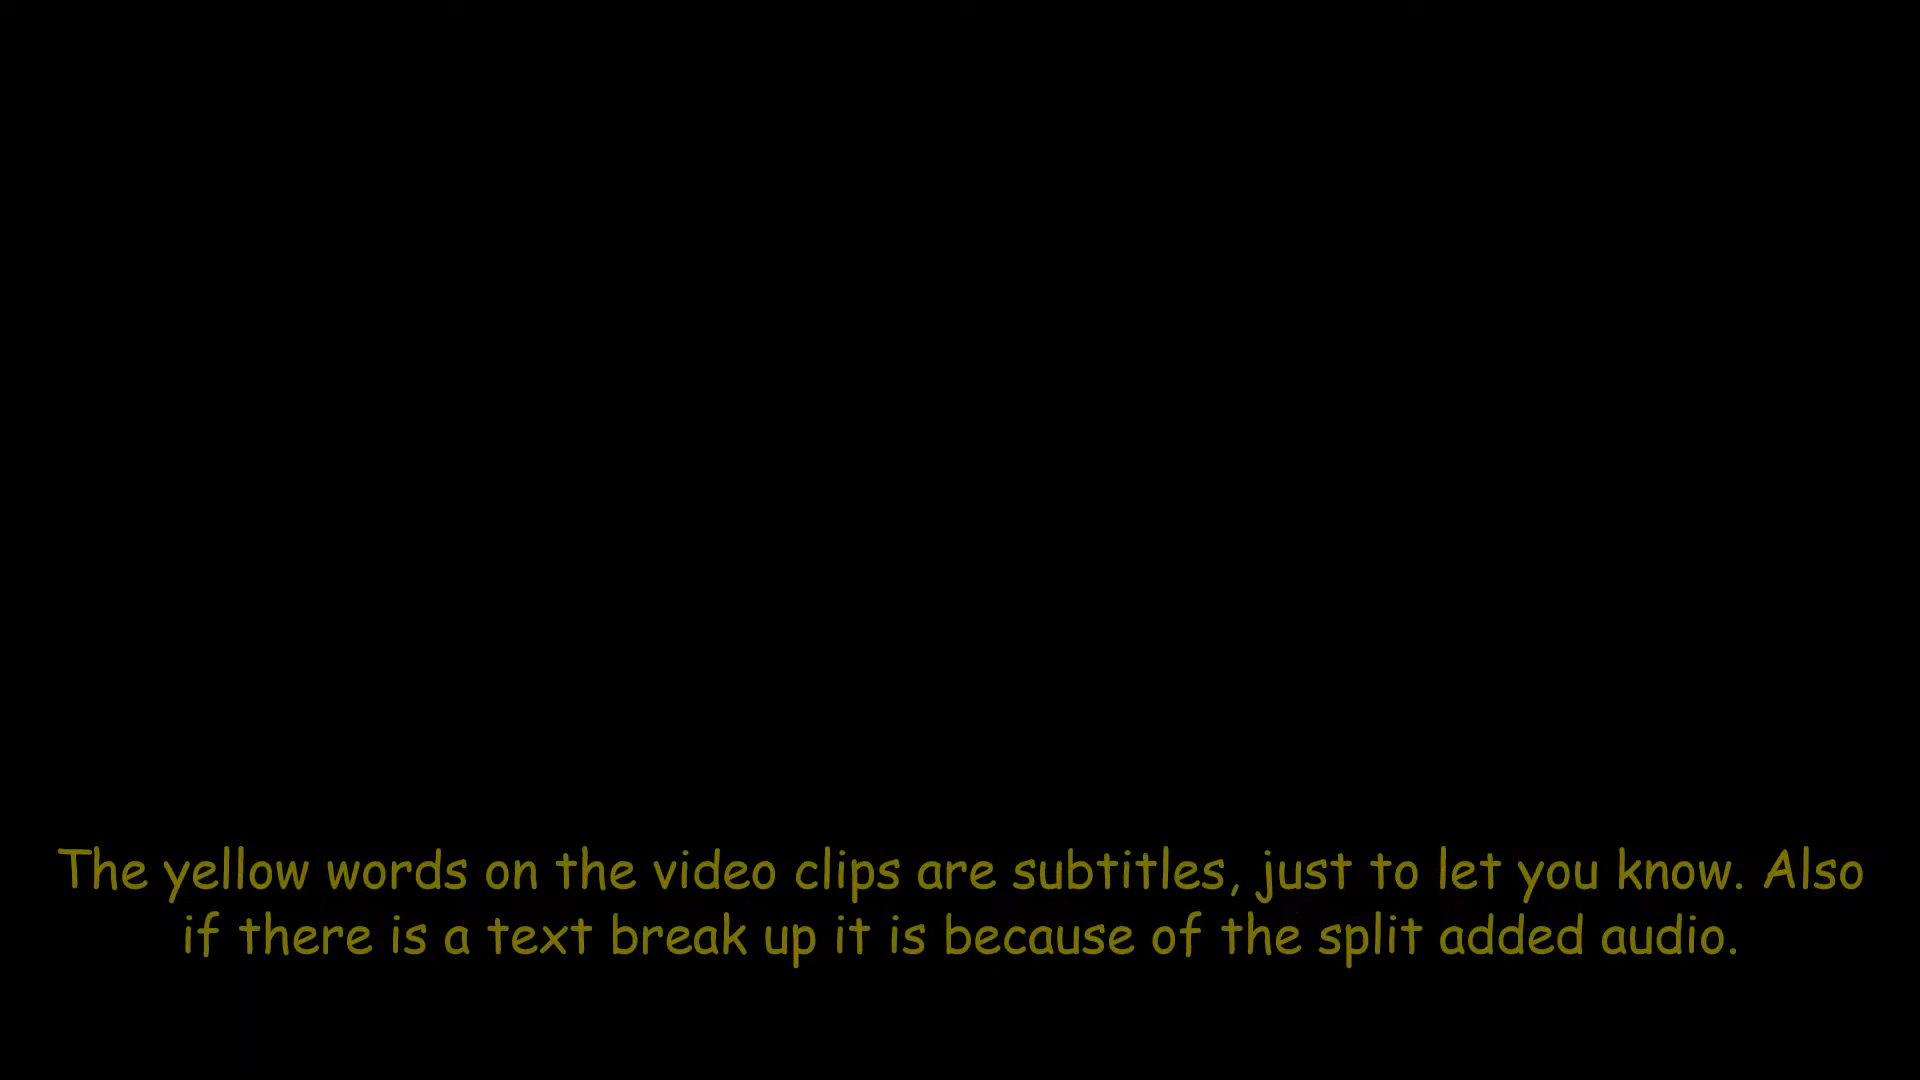 The yellow words on the video clips are subtitles, just to let you know. Also
if there is a text break up it is because of the split added audio.